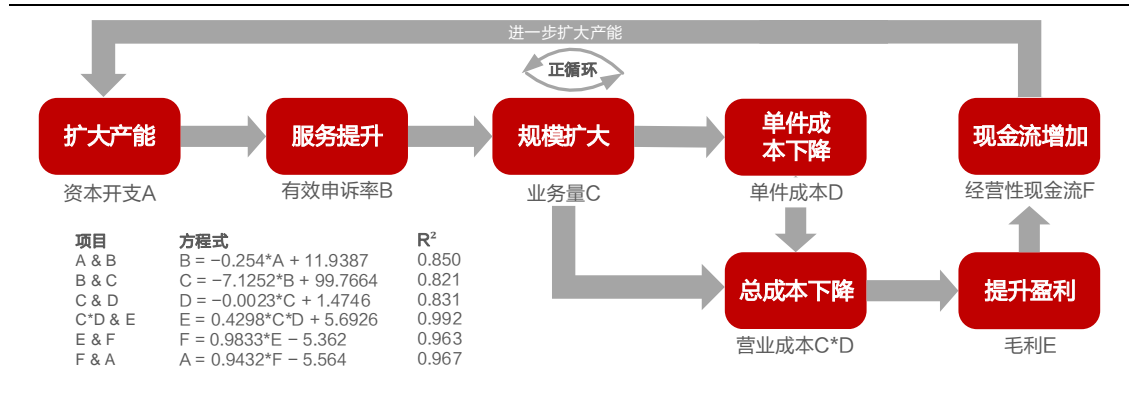 进一步扩大产能
正循环
扩大产能
服务提升
规模扩大
单件成
本下降
现金流增加
资本开支A
有效申诉率B
业务量C
单件成本D
经营性现金流F
总成本下降
提升盈利
营业成本C*D
毛利E
项目 方程式 R²
A & B B = −0.254*A + 11.9387 0.850
B & C C = −7.1252*B + 99.7664 0.821
C & D D = −0.0023*C + 1.4746 0.831
C*D & E E = 0.4298*C*D + 5.6926 0.992
E & F F = 0.9833*E − 5.362 0.963
F & A A = 0.9432*F − 5.564 0.967